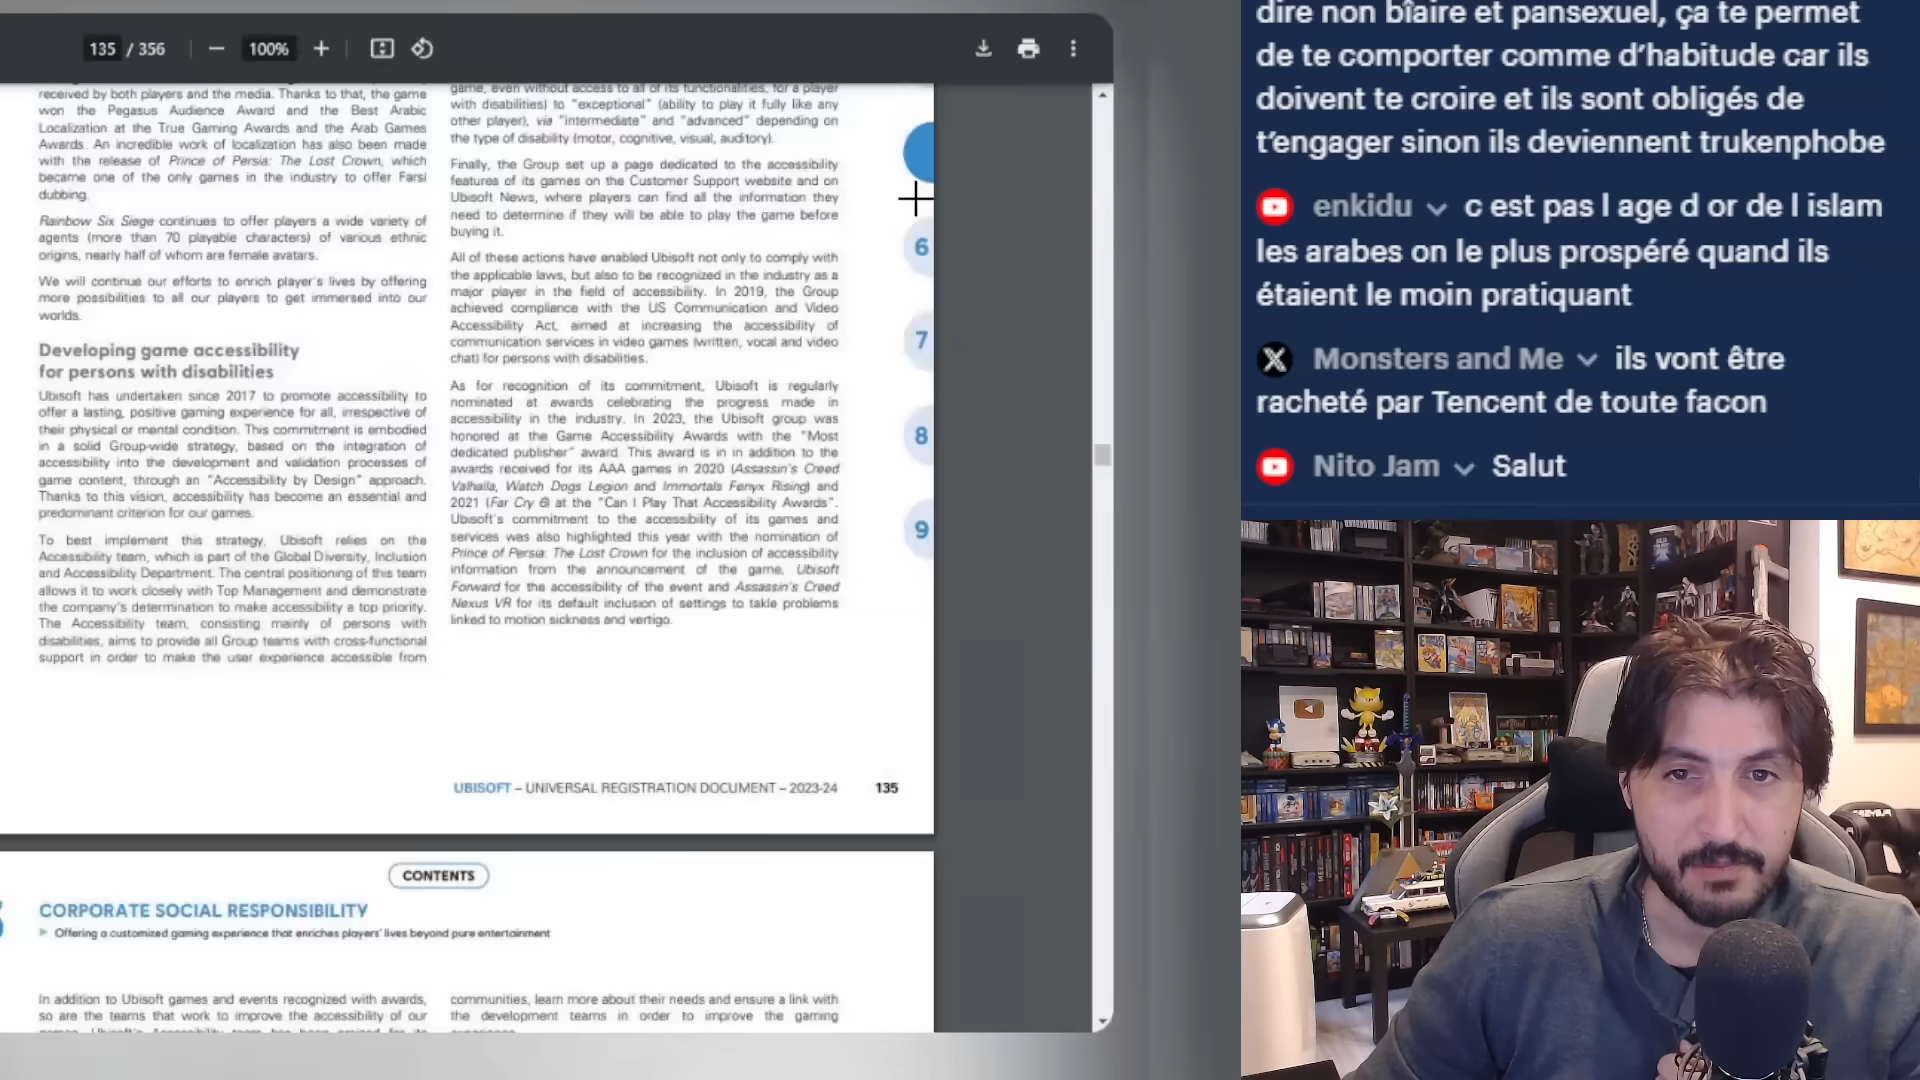 135 / 356
100%
received by both players and the media. Thanks to that, the game
won the Pegasus Audience Award and the Best Arabic
Localization at the True Gaming Awards and the Arab Games
Awards. An incredible work of localization has also been made
with the release of Prince of Persia: The Lost Crown, which
became one of the only games in the industry to offer Farsi
dubbing.
Rainbow Six Siege continues to offer players a wide variety of
agents (more than 70 playable characters) of various ethnic
origins, nearly half of whom are female avatars.
We will continue our efforts to enrich player's lives by offering
more possibilities to all our players to get immersed into our
worlds.
Developing game accessibility
for persons with disabilities
Ubisoft has undertaken since 2017 to promote accessibility to
offer a lasting, positive gaming experience for all, irrespective of
their physical or mental condition. This commitment is embodied
in a solid Group-wide strategy, based on the integration of
accessibility into the development and validation processes of
game content, through an "Accessibility by Design" approach.
Thanks to this vision, accessibility has become an essential and
predominant criterion for our games.
To best implement this strategy, Ubisoft relies on the
Accessibility team, which is part of the Global Diversity, Inclusion
and Accessibility Department. The central positioning of this team
allows it to work closely with Top Management and demonstrate
the company's determination to make accessibility a top priority.
The Accessibility team, consisting mainly of persons with
disabilities, aims to provide all Group teams with cross-functional
support in order to make the user experience accessible from
game, even without access to all of its functionalities, for a player
with disabilities) to "exceptional" (ability to play it fully like any
other player), via "intermediate" and "advanced" depending on
the type of disability (motor, cognitive, visual, auditory).
Finally, the Group set up a page dedicated to the accessibility
features of its games on the Customer Support website and on
Ubisoft News, where players can find all the information they
need to determine if they will be able to play the game before
buying it.
All of these actions have enabled Ubisoft not only to comply with
the applicable laws, but also to be recognized in the industry as a
major player in the field of accessibility. In 2019, the Group
achieved compliance with the US Communication and Video
Accessibility Act, aimed at increasing the accessibility of
communication services in video games (written, vocal and video
chat) for persons with disabilities.
As for recognition of its commitment, Ubisoft is regularly
nominated at awards celebrating the progress made in
accessibility in the industry. In 2023, the Ubisoft group was
honored at the Game Accessibility Awards with the "Most
dedicated publisher" award. This award is in in addition to the
awards received for its AAA games in 2020 (Assassin's Creed
Valhalla, Watch Dogs Legion and Immortals Fenyx Rising) and
2021 (Far Cry 6) at the "Can I Play That Accessibility Awards".
Ubisoft's commitment to the accessibility of its games and
services was also highlighted this year with the nomination of
Prince of Persia: The Lost Crown for the inclusion of accessibility
information from the announcement of the game, Ubisoft
Forward for the accessibility of the event and Assassin's Creed
Nexus VR for its default inclusion of settings to takle problems
linked to motion sickness and vertigo.
6
7
8
9
UBISOFT – UNIVERSAL REGISTRATION DOCUMENT – 2023-24 135
CONTENTS
CORPORATE SOCIAL RESPONSIBILITY
Offering a customized gaming experience that enriches players' lives beyond pure entertainment
In addition to Ubisoft games and events recognized with awards,
so are the teams that work to improve the accessibility of our
communities, learn more about their needs and ensure a link with
the development teams in order to improve the gaming
dire non bîaire et pansexuel, ça te permet
de te comporter comme d'habitude car ils
doivent te croire et ils sont obligés de
t'engager sinon ils deviennent trukenphobe
enkidu c est pas l age d or de l islam
les arabes on le plus prospéré quand ils
étaient le moin pratiquant
Monsters and Me ils vont être
racheté par Tencent de toute facon
Nito Jam Salut